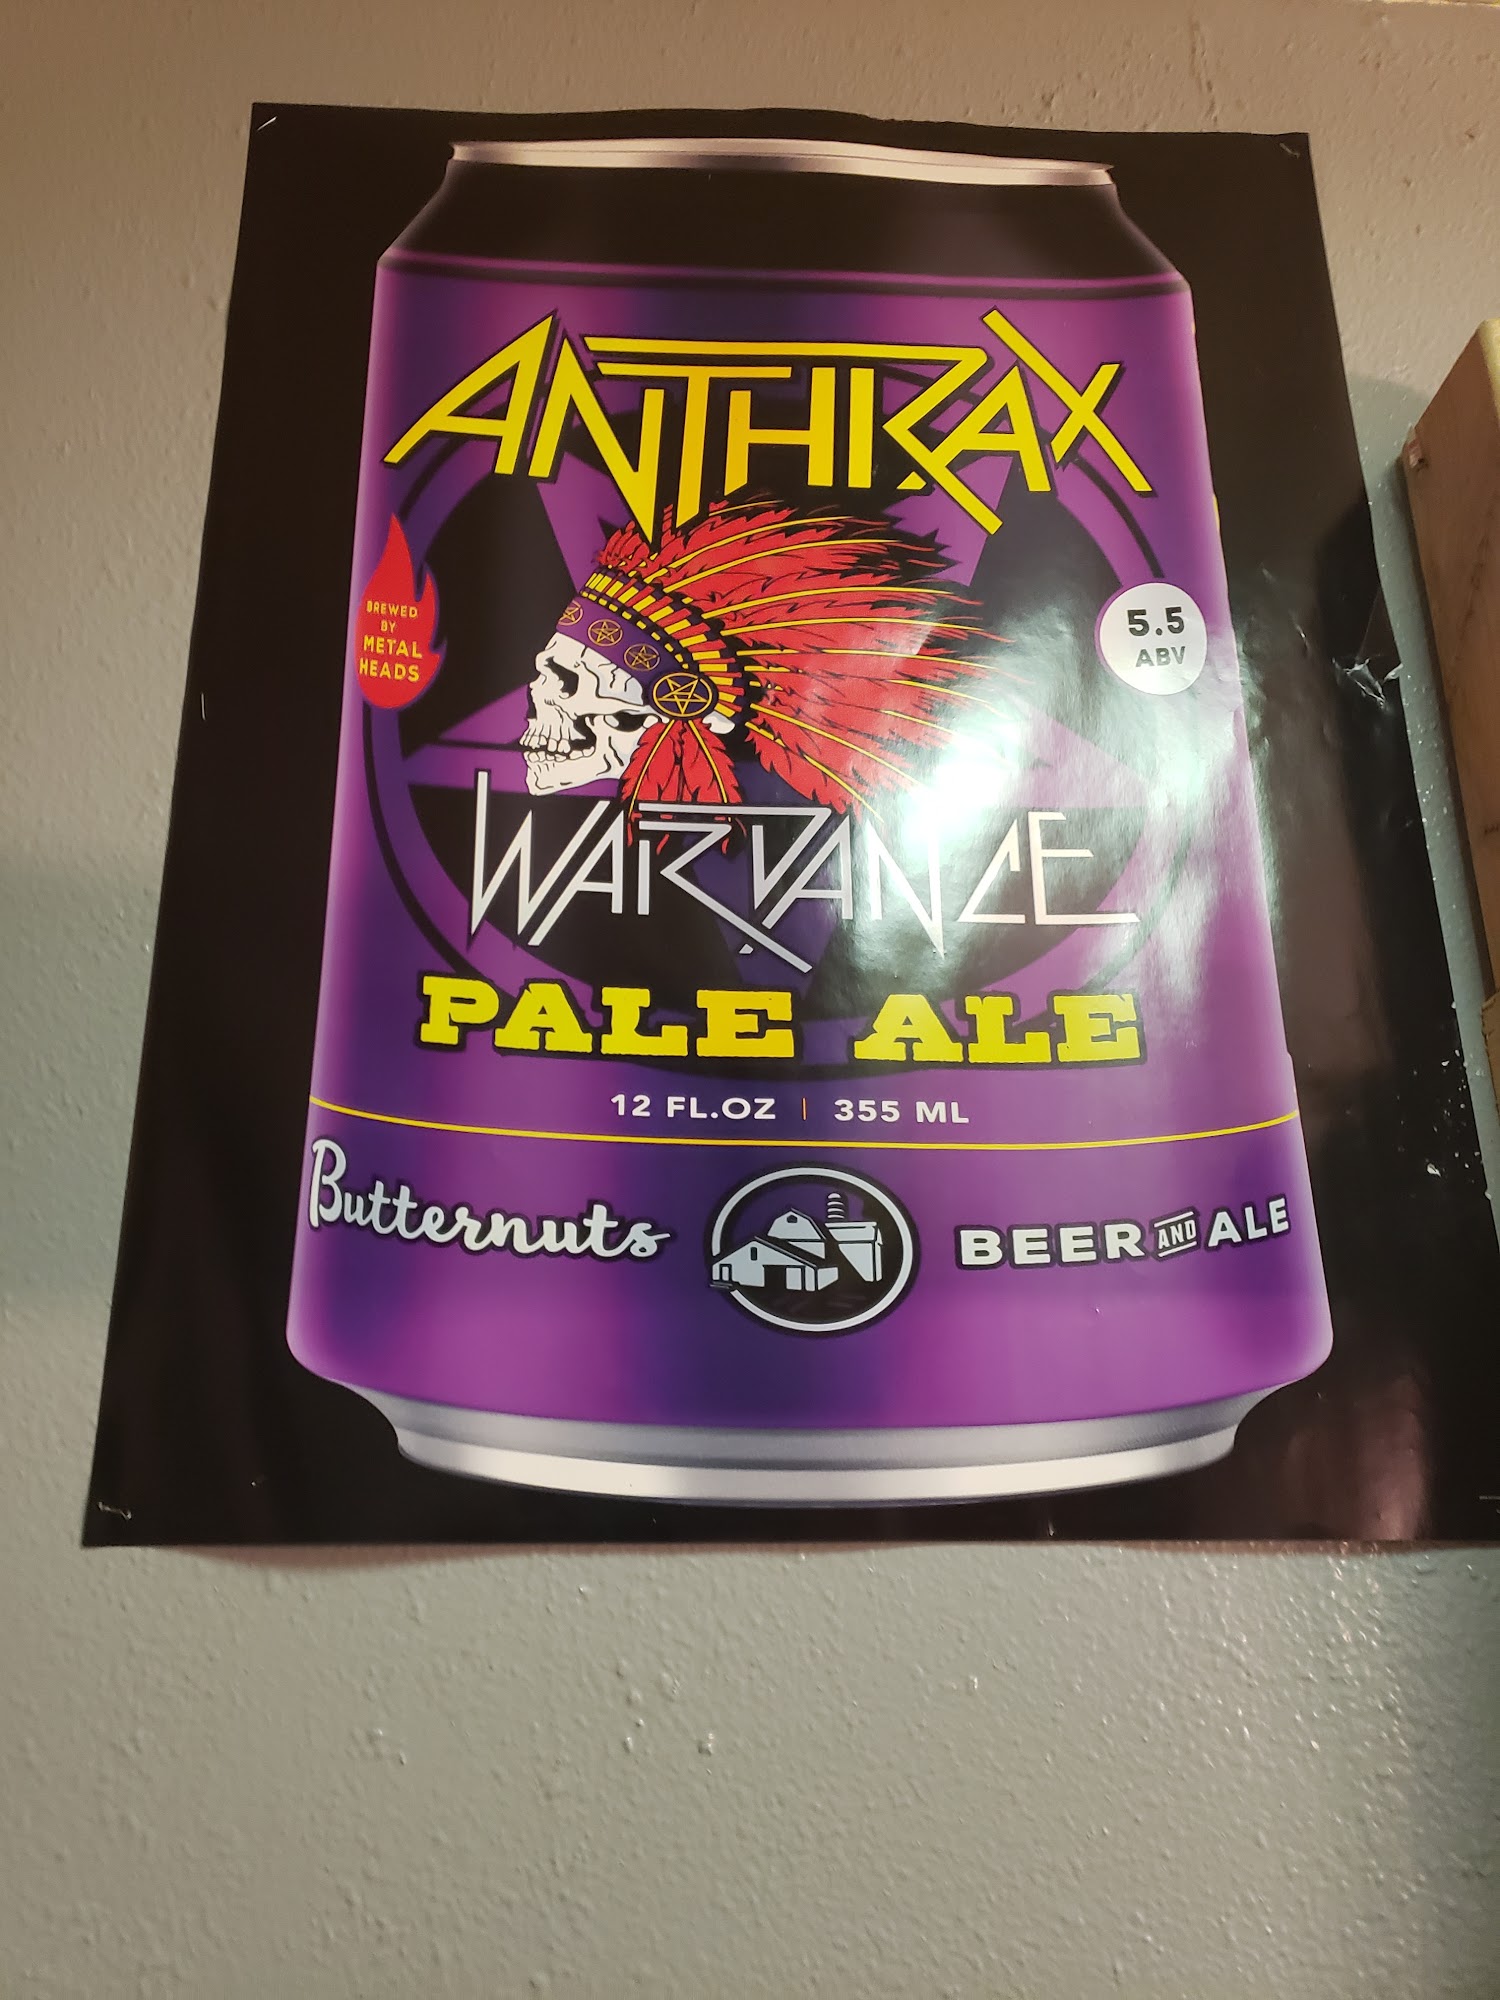 ANTHRAX
BREWED
BY
METAL
HEADS
5.5
ABV
WARDANCE
PALE ALE
12 FL.OZ | 355 ML
Butternuts
BEER AND ALE